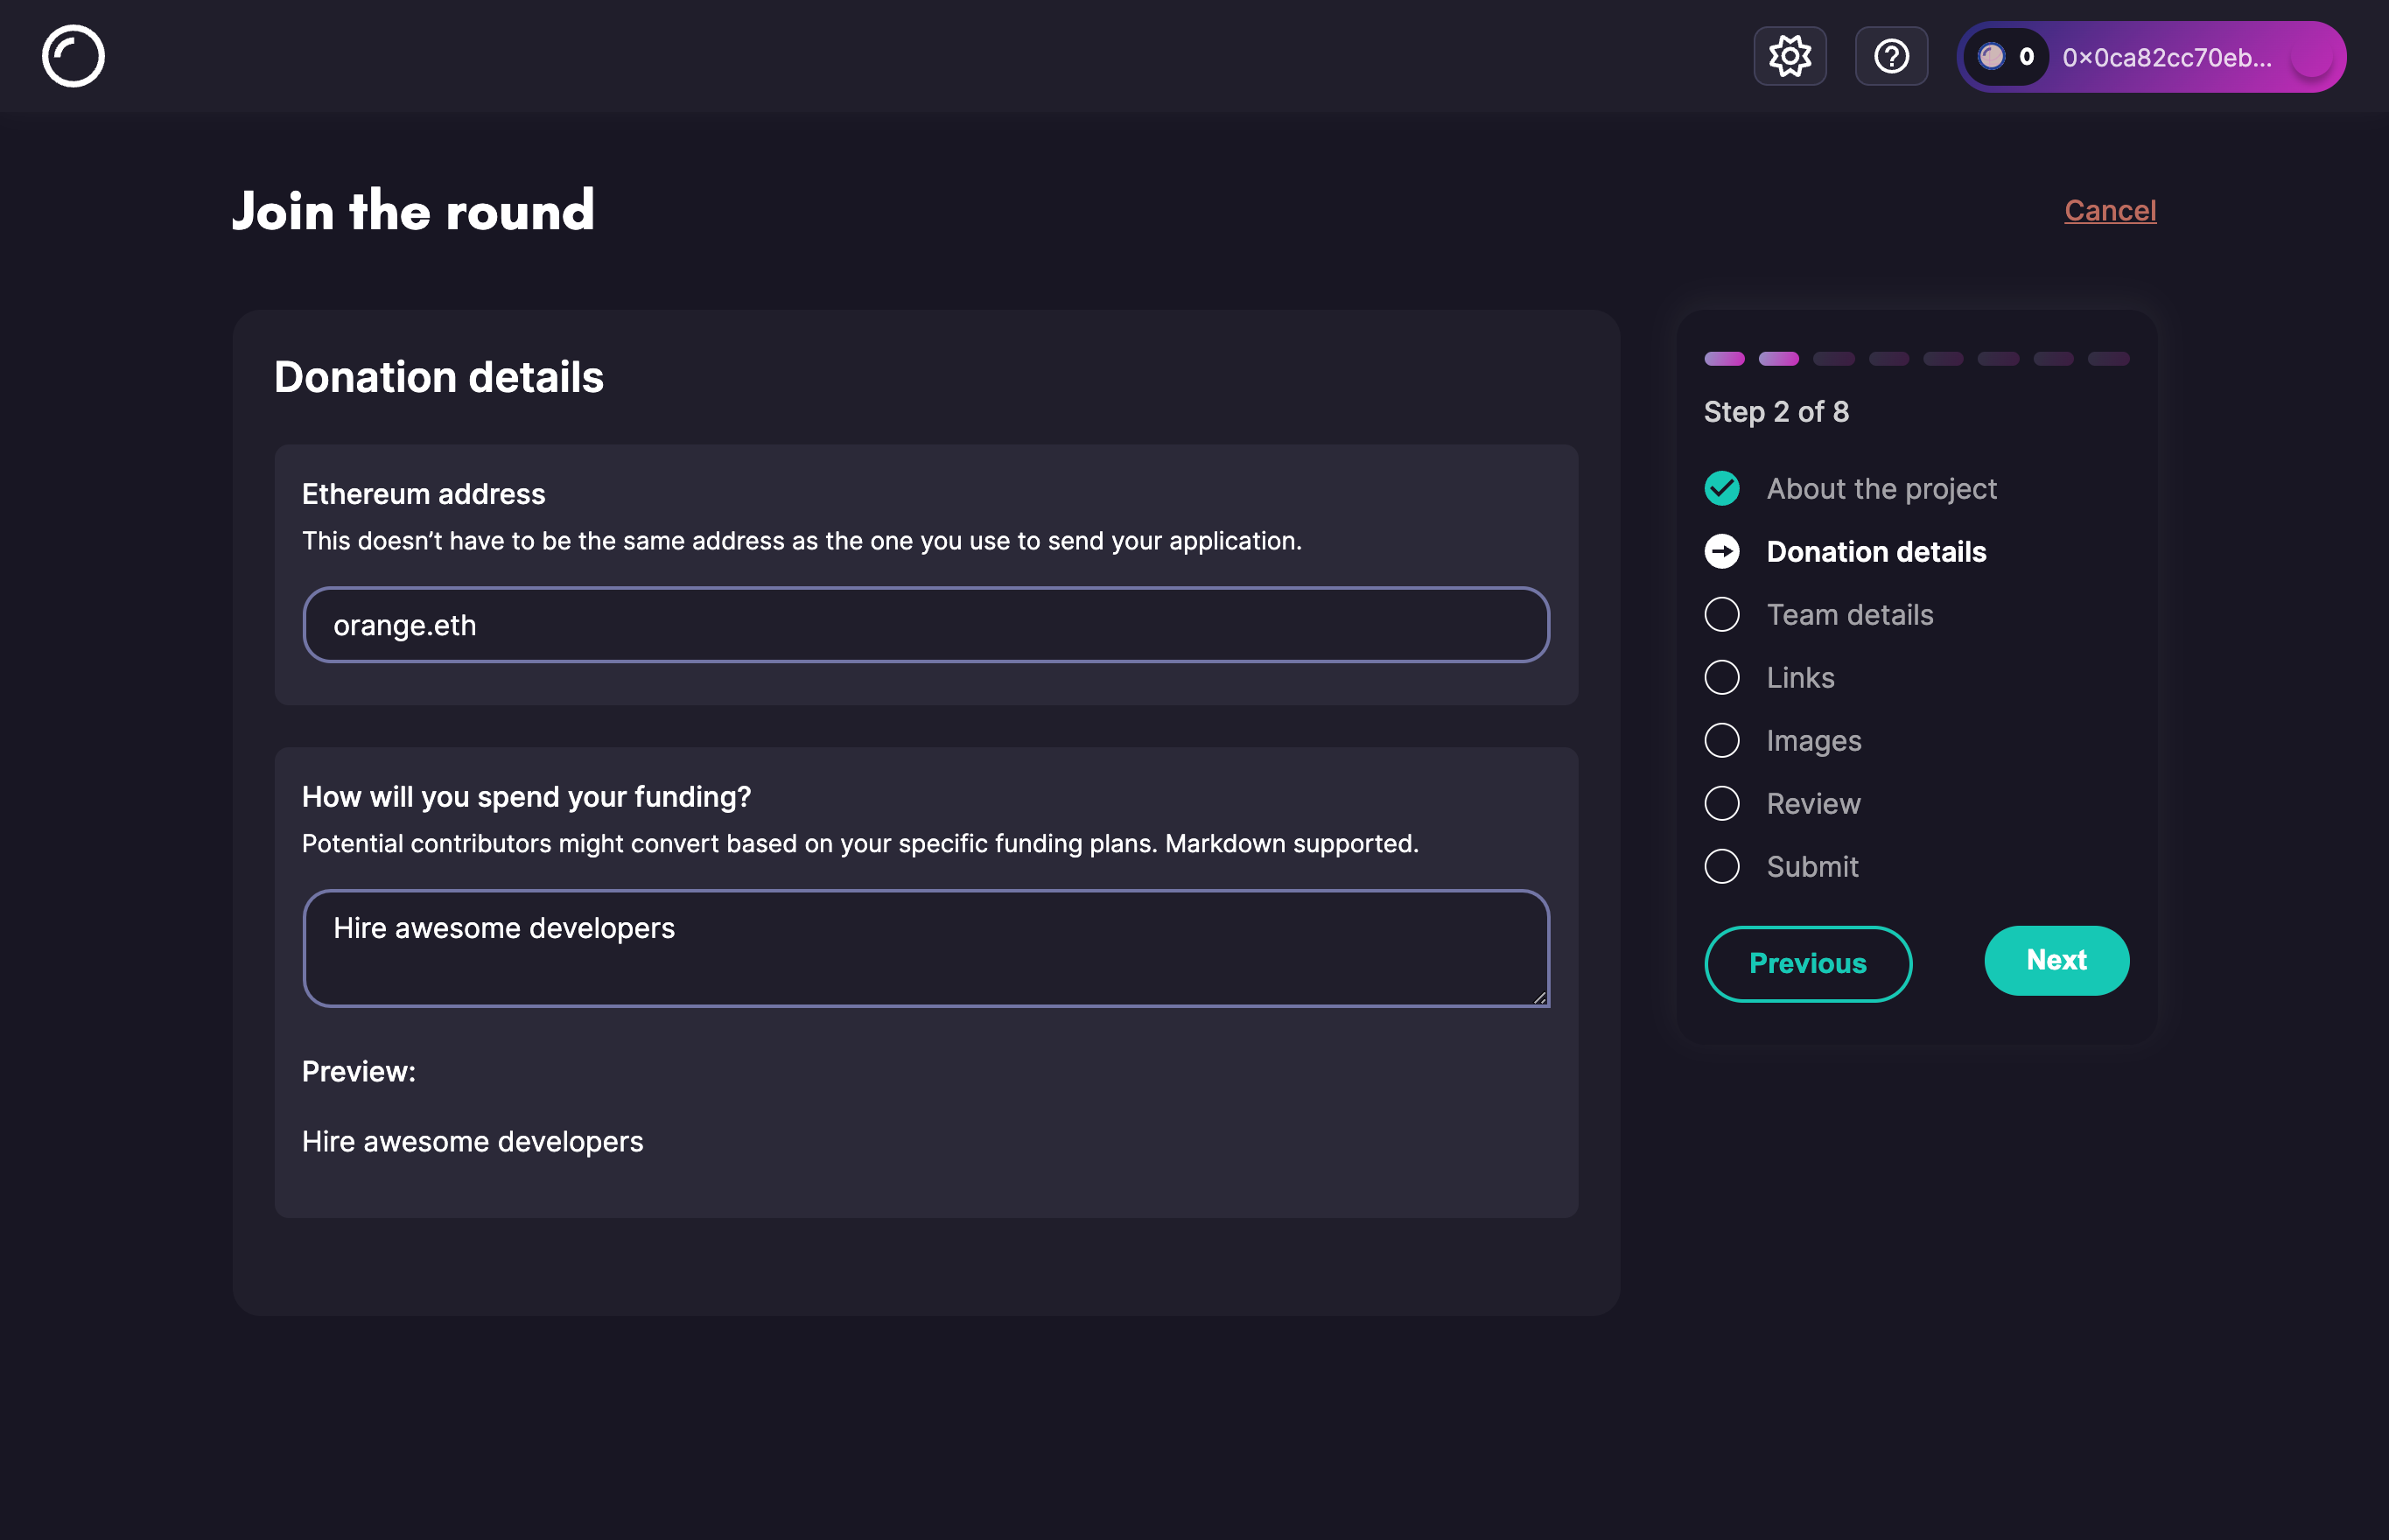 0
0×0ca82cc70eb...
Join the round
Cancel
Donation details
Ethereum address
This doesn’t have to be the same address as the one you use to send your application.
orange.eth
How will you spend your funding?
Potential contributors might convert based on your specific funding plans. Markdown supported.
Hire awesome developers
Preview:
Hire awesome developers
Step 2 of 8
About the project
Donation details
Team details
Links
Images
Review
Submit
Previous
Next